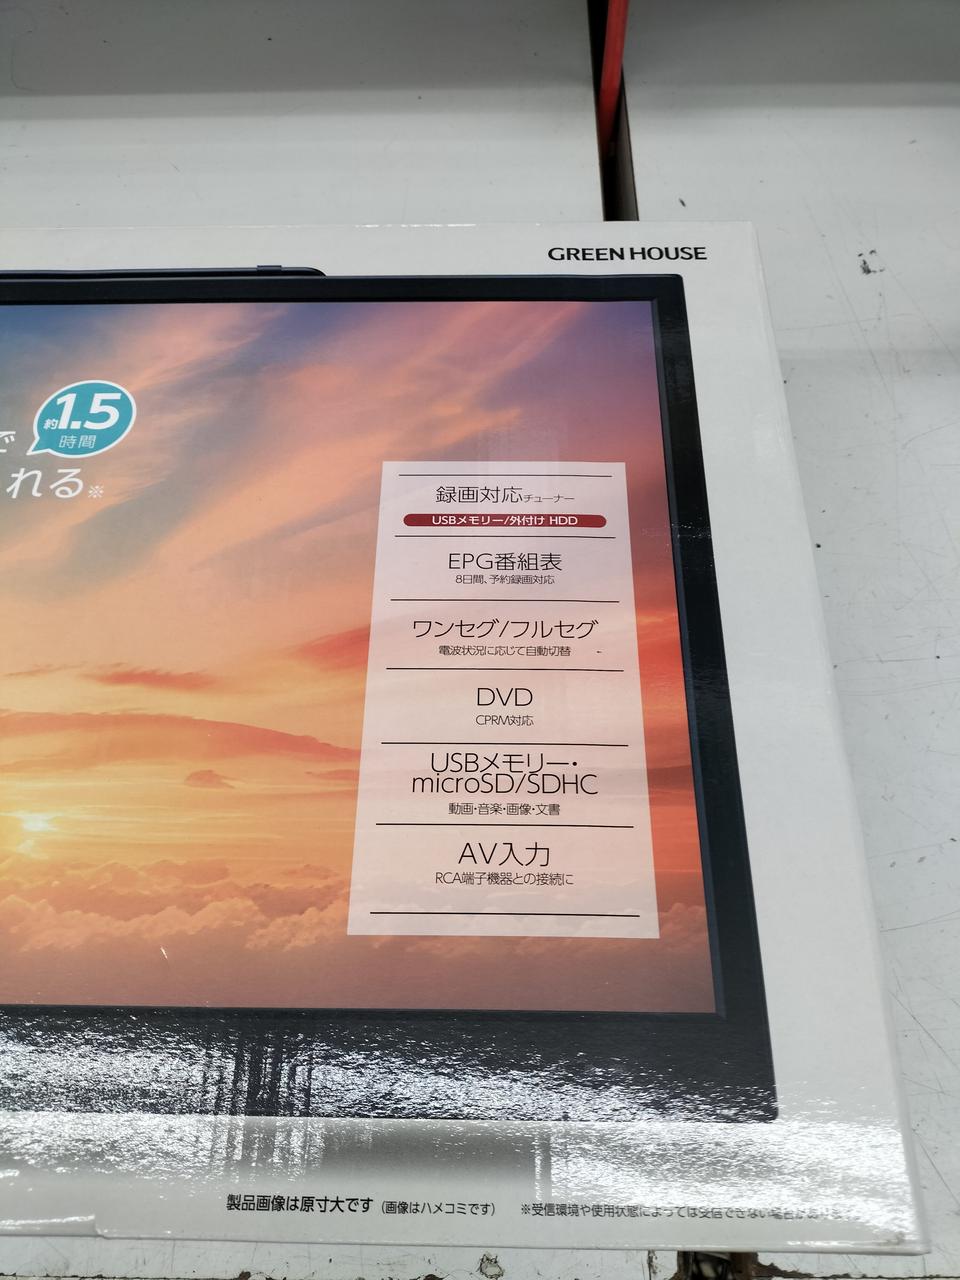 GREEN HOUSE
約1.5
時間
で
れる※
録画対応チューナー
USBメモリー/外付け HDD
EPG番組表
8日間、予約録画対応
ワンセグ/フルセグ
電波状況に応じて自動切替
DVD
CPRM対応
USBメモリー・
microSD/SDHC
動画・音楽・画像・文書
AV入力
RCA端子機器との接続に
製品画像は原寸大です (画像はハメコミです) ※受信環境や使用状態によっては受信できない場合があります